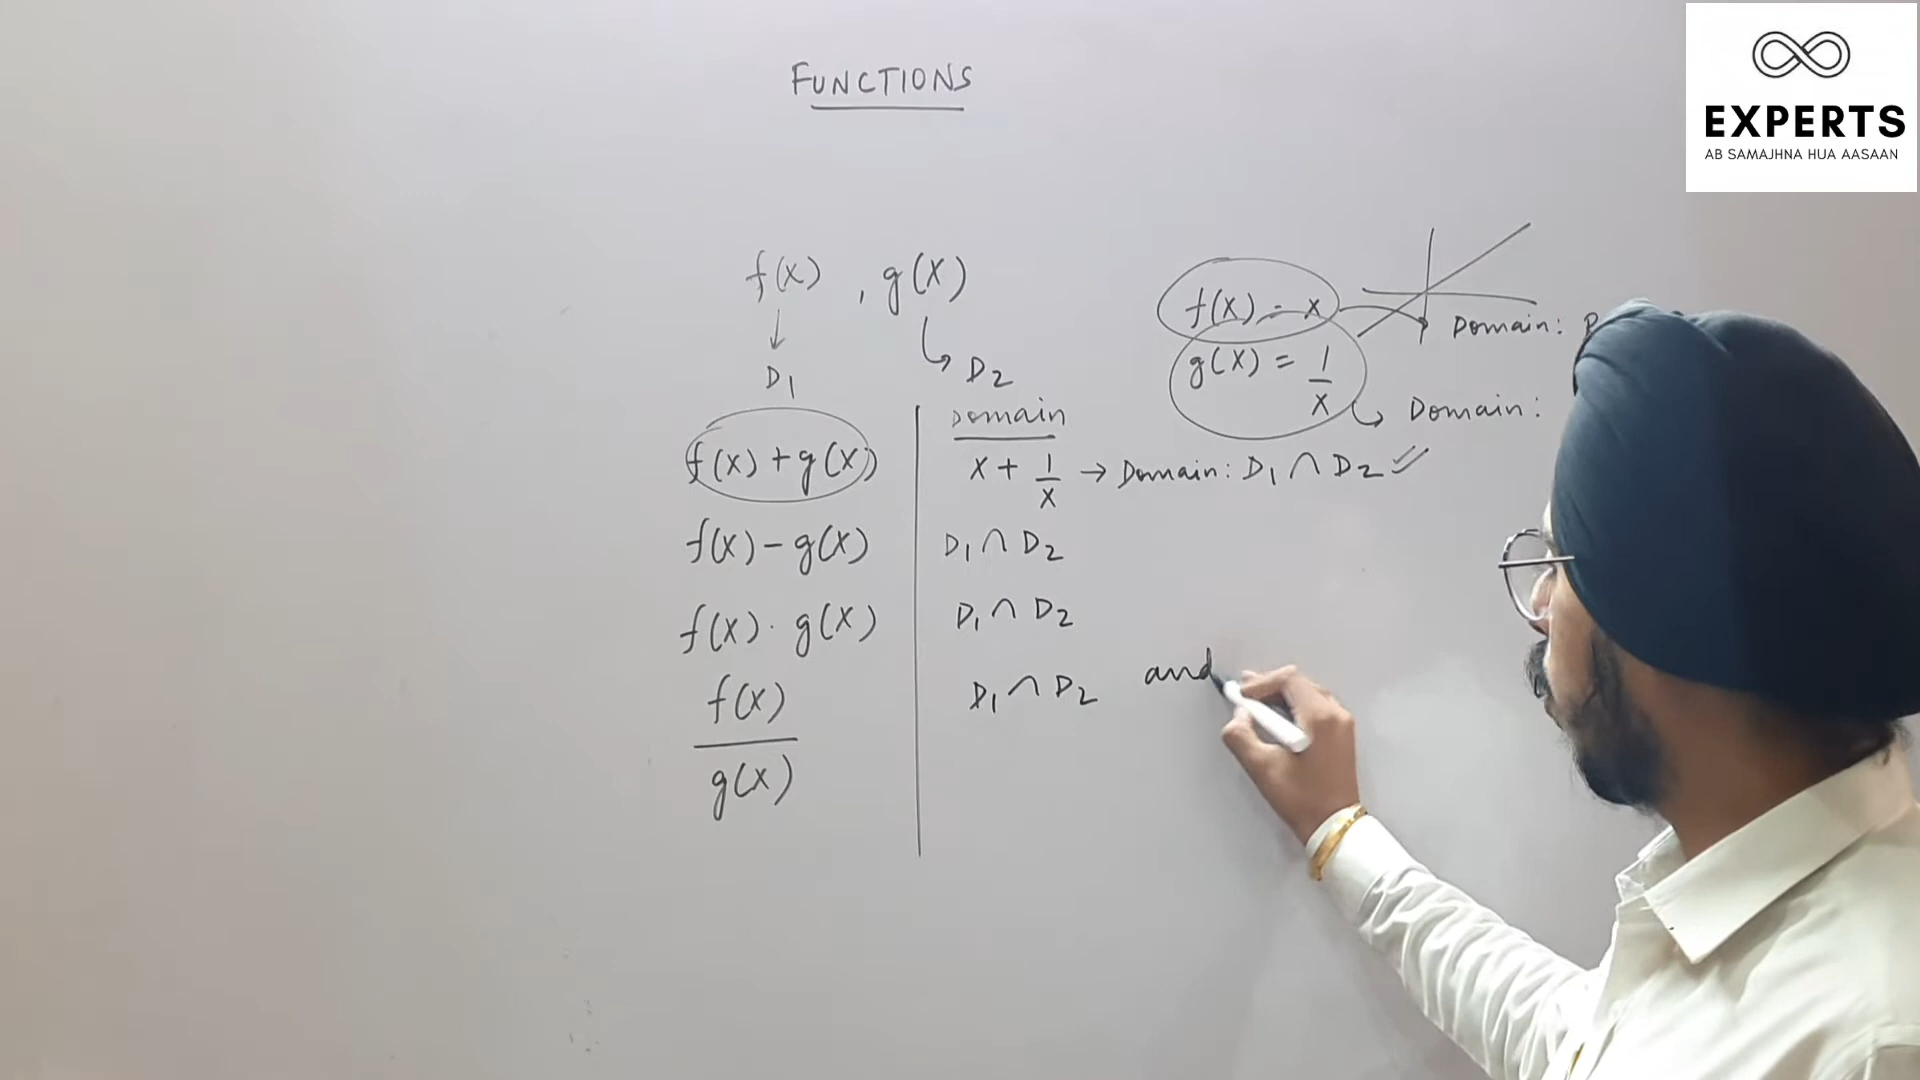 EXPERTS
AB SAMAJHNA HUA AASAAN
FUNCTIONS
f(x) , g(x)
D1
D2
f(x) = x
Domain:
g(x) = 1/x
Domain:
Domain
f(x) + g(x)
x + 1/x → Domain: D1 ∩ D2
f(x) - g(x)
D1 ∩ D2
f(x) . g(x)
D1 ∩ D2
f(x)
g(x)
D1 ∩ D2 and